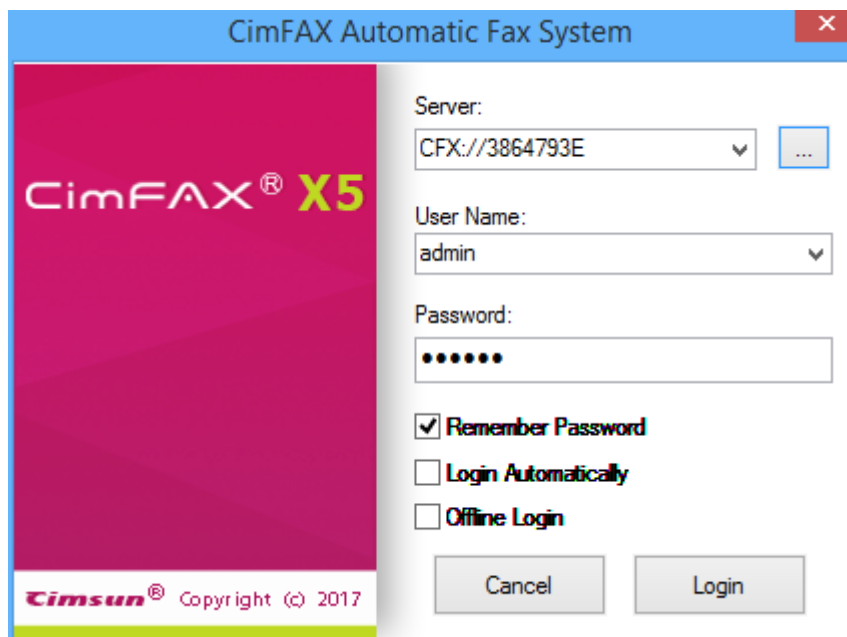 CimFAX Automatic Fax System
CimFAX® X5
Server:
CFX://3864793E
...
User Name:
admin
Password:
••••••
Remember Password
Login Automatically
Offline Login
Cancel
Login
Cimsun® Copyright (c) 2017